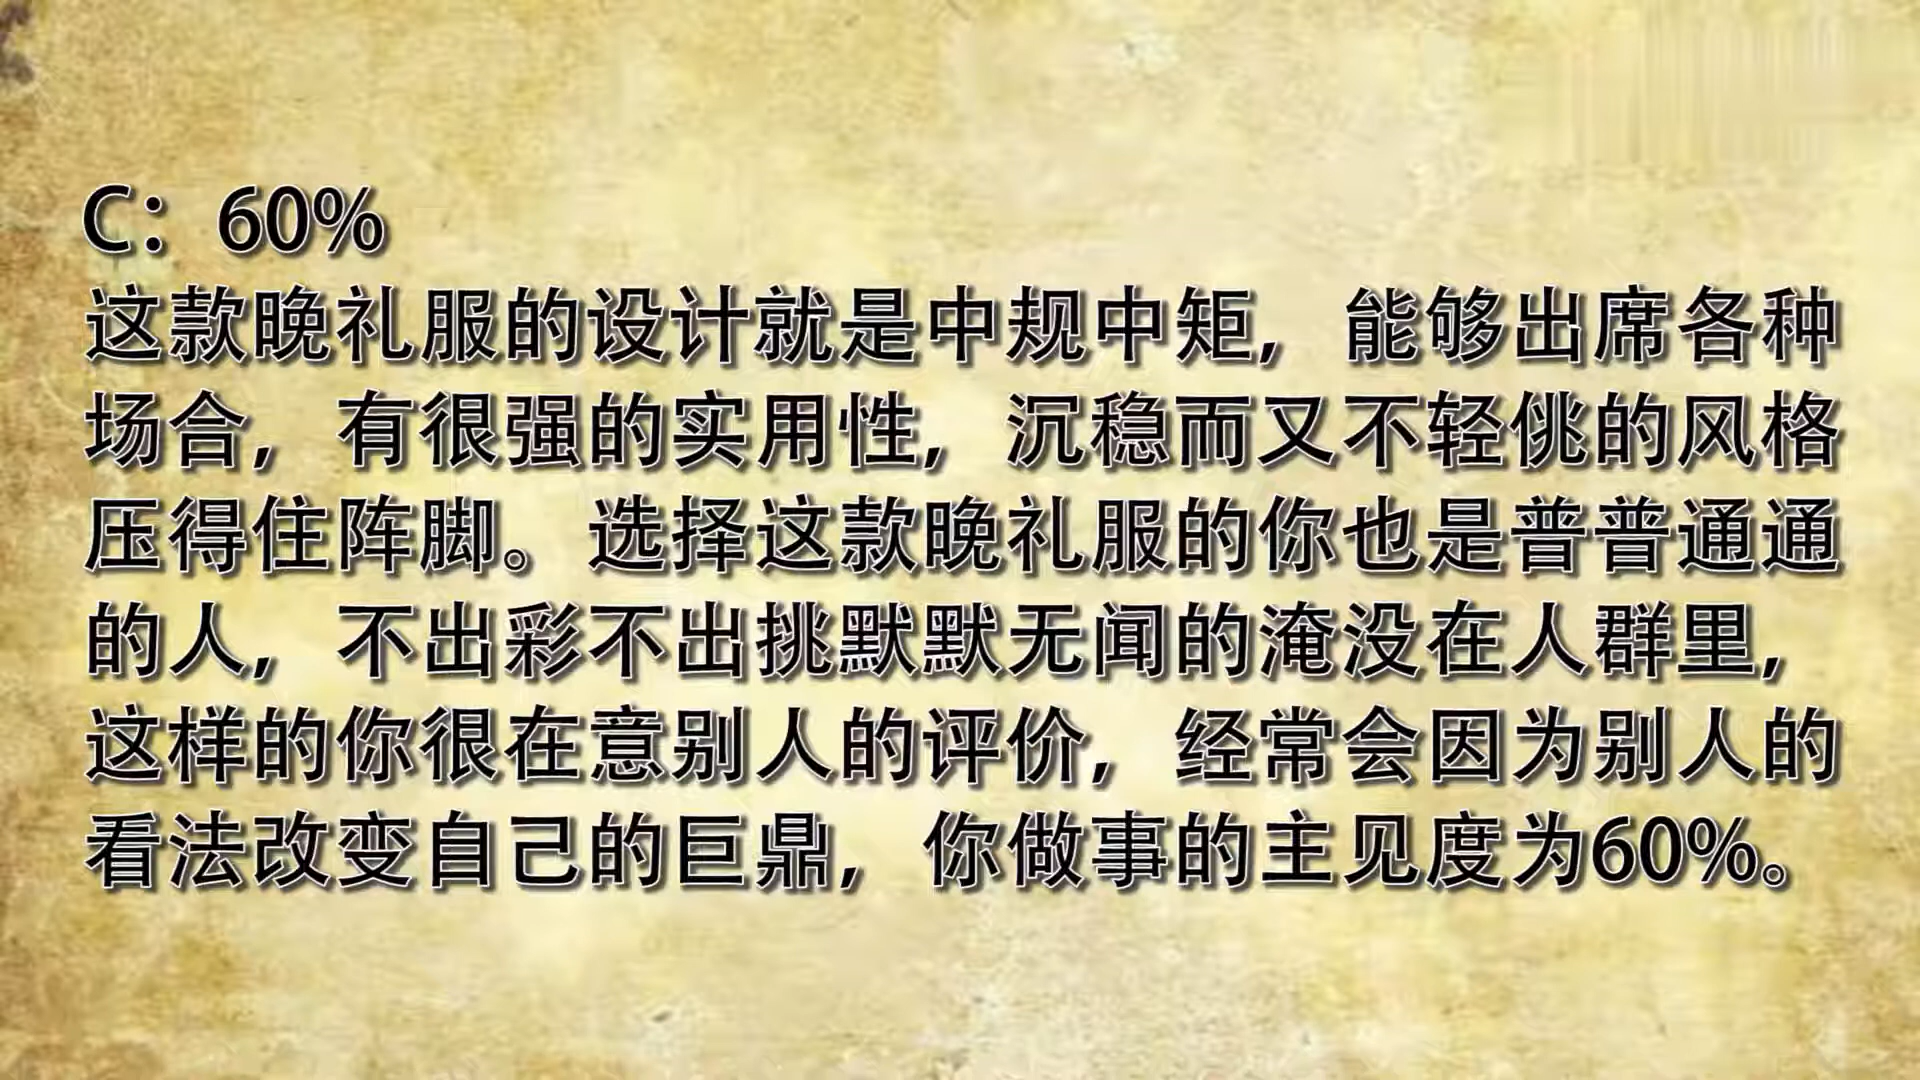 C：60%
这款晚礼服的设计就是中规中矩，能够出席各种
场合，有很强的实用性，沉稳而又不轻佻的风格
压得住阵脚。选择这款晚礼服的你也是普普通通
的人，不出彩不出挑默默无闻的淹没在人群里，
这样的你很在意别人的评价，经常会因为别人的
看法改变自己的巨鼎，你做事的主见度为60%。